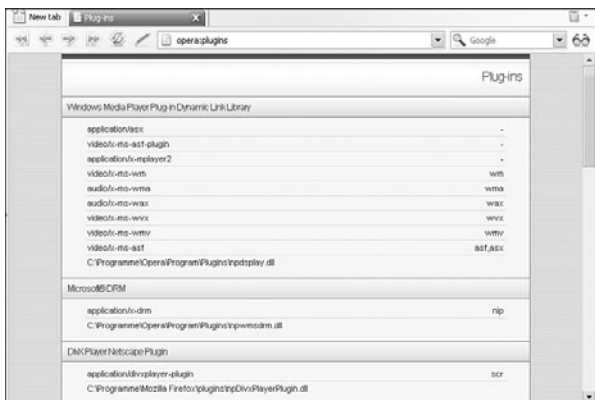 New tab Plug-ins
opera:plugins Google
Plug-ins
Windows Media Player Plug-in Dynamic Link Library
application/asx -
video/x-ms-asf-plugin -
application/x-mplayer2 -
video/x-ms-wm wm
audio/x-ms-wma wma
audio/x-ms-wax wax
video/x-ms-wvx wvx
video/x-ms-wmv wmv
video/x-ms-asf asf,asx
C:\Programme\Opera\Program\Plugins\npdsplay.dll
Microsoft® DRM
application/x-drm nip
C:\Programme\Opera\Program\Plugins\npwmsdrm.dll
DivX Player Netscape Plugin
application/divxplayer-plugin scr
C:\Programme\Mozilla Firefox\plugins\npDivxPlayerPlugin.dll